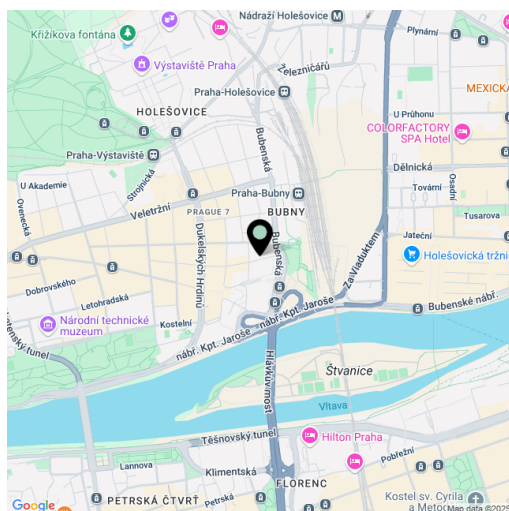 Nádraží Holešovice
Křižíkova fontána
Plynární
Výstaviště Praha
Železničářů
Praha-Holešovice
MEXICKÁ
HOLEŠOVICE
U Průhonu
COLORFACTORY
SPA Hotel
Bubenská
Praha-Výstaviště
Dělnická
Strojnická
U Akademie
Tovární
Osadní
Ovenecká
Praha-Bubny
Veletržní
PRAGUE 7
BUBNY
Tusarova
Dukelských Hrdinů
Jateční
Bubenská
Holešovická tržni
Dobrovského
Za Viaduktem
Letohradská
Národní technické
muzeum
Kostelní
Bubenské nábř.
nábř. Kpt. Jaroše
nábř. Kpt. Jaroše
Letenský tunel
Hlávkův most
Štvanice
Vltava
Těšnovský tunel
Hilton Praha
Lannova
Pobřežní
Klimentská
FLORENC
Petrská
PETRSKÁ ČTVRŤ
Kostel sv. Cyrila
a Metod
Google
Map data ©2025